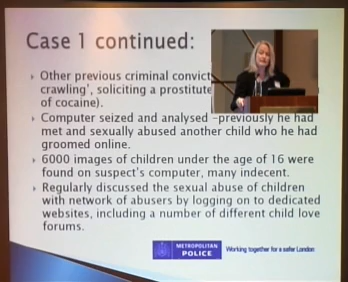 Case 1 continued:
Other previous criminal convict
crawling', soliciting a prostitute
of cocaine).
Computer seized and analysed –previously he had
met and sexually abused another child who he had
groomed online.
6000 images of children under the age of 16 were
found on suspect's computer, many indecent.
Regularly discussed the sexual abuse of children
with network of abusers by logging on to dedicated
websites, including a number of different child love
forums.
METROPOLITAN
POLICE
Working together for a safer London